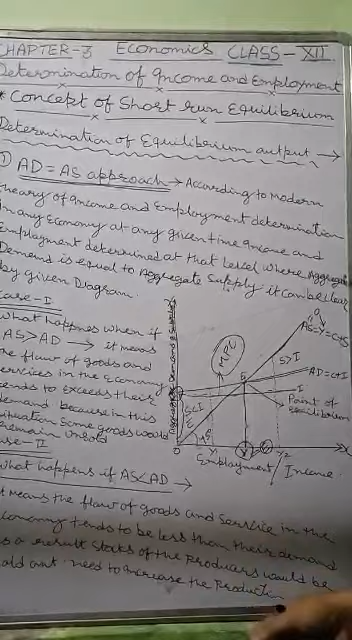 CHAPTER-3 Economics CLASS-XII
Determination of Income and Employment
* Concept of Short run Equilibrium
Determination of Equilibrium output →
① AD = AS approach → According to Modern
theory of Income and Employment determination
In any Economy at any given time Income and
Employment determined at that level where Aggregate
Demand is equal to Aggregate Supply it can be clear
by given Diagram.
Case-I
What happnes when if
AS>AD → it means
the flow of goods and
services in the Economy
tends to exceeds their
demand because in this
situation Some goods would
remain unsold
Aggregate Demand & Supply
MPC
AS=Y=C+S
S>I
AD=C+I
E
I
Point of
equilibrium
S<I
O
Y1
Y
Y2
X
Employment / Income
Case-II
What happens if AS<AD →
It means the flow of goods and service in the
Economy tends to be less than their demand
as a result stocks of the producers would be
sold out need to increase the Production